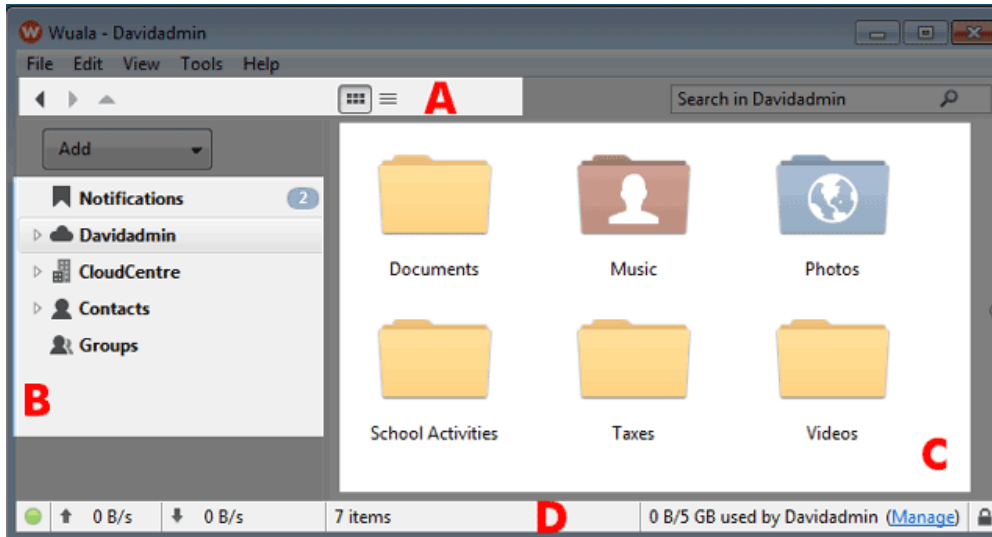 Wuala - Davidadmin
File Edit View Tools Help
A
Search in Davidadmin
Add
Notifications 2
Davidadmin
CloudCentre
Contacts
Groups
B
Documents Music Photos
School Activities Taxes Videos
C
0 B/s 0 B/s 7 items D 0 B/5 GB used by Davidadmin (Manage)